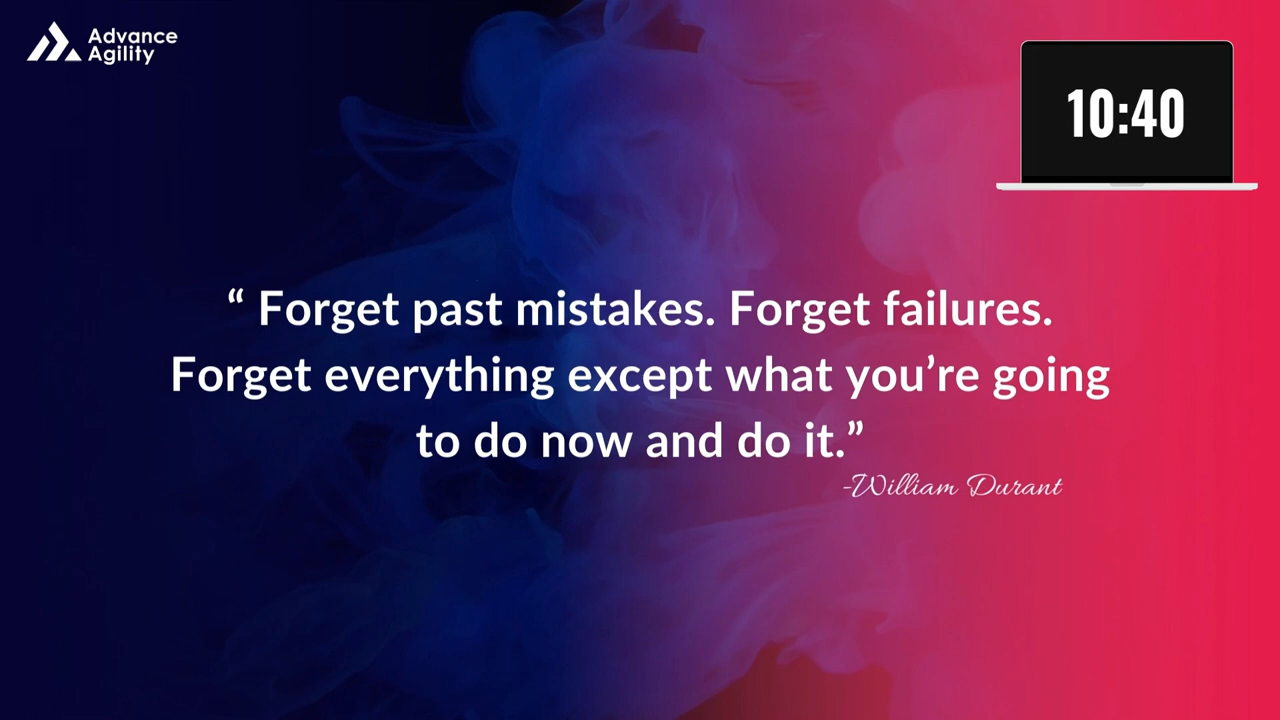 Advance
Agility
10:40
“ Forget past mistakes. Forget failures.
Forget everything except what you’re going
to do now and do it.”
-William Durant